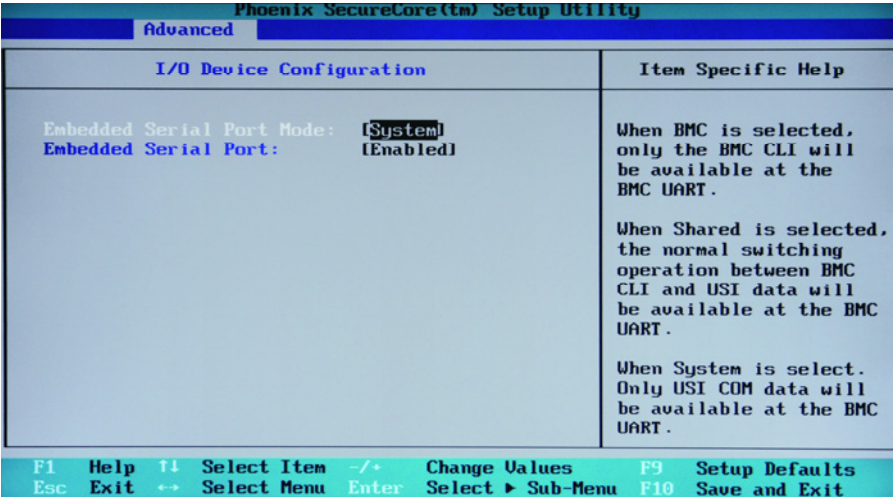 Phoenix SecureCore(tm) Setup Utility
Advanced
I/O Device Configuration
Item Specific Help
Embedded Serial Port Mode: [System]
Embedded Serial Port: [Enabled]
When BMC is selected,
only the BMC CLI will
be available at the
BMC UART.
When Shared is selected,
the normal switching
operation between BMC
CLI and USI data will
be available at the BMC
UART.
When System is select.
Only USI COM data will
be available at the BMC
UART.
F1 Help ↑↓ Select Item -/+ Change Values F9 Setup Defaults
Esc Exit ↔ Select Menu Enter Select ▶ Sub-Menu F10 Save and Exit